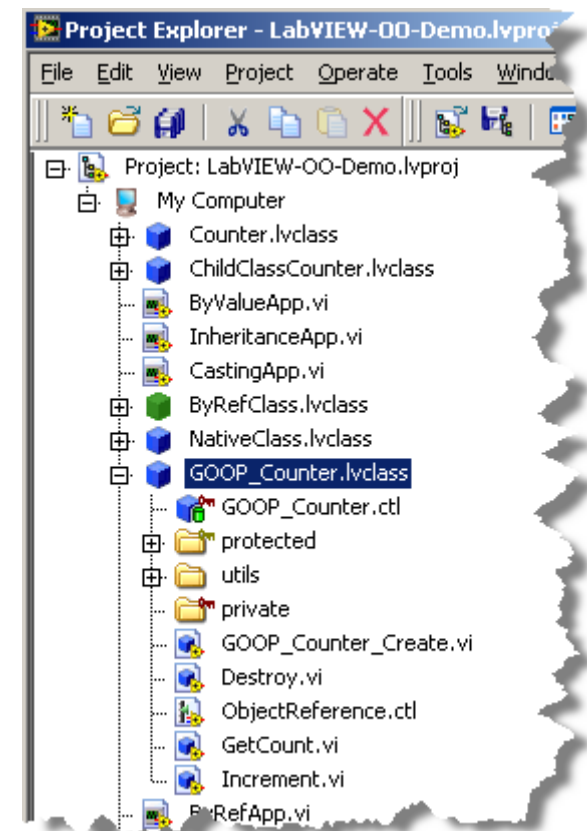 Project Explorer - LabVIEW-OO-Demo.lvproj
File Edit View Project Operate Tools
Project: LabVIEW-OO-Demo.lvproj
My Computer
Counter.lvclass
ChildClassCounter.lvclass
ByValueApp.vi
InheritanceApp.vi
CastingApp.vi
ByRefClass.lvclass
NativeClass.lvclass
GOOP_Counter.lvclass
GOOP_Counter.ctl
protected
utils
private
GOOP_Counter_Create.vi
Destroy.vi
ObjectReference.ctl
GetCount.vi
Increment.vi
ByRefApp.vi